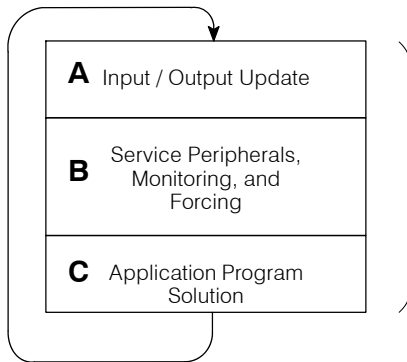 A Input / Output Update
B Service Peripherals,
Monitoring, and
Forcing
C Application Program
Solution